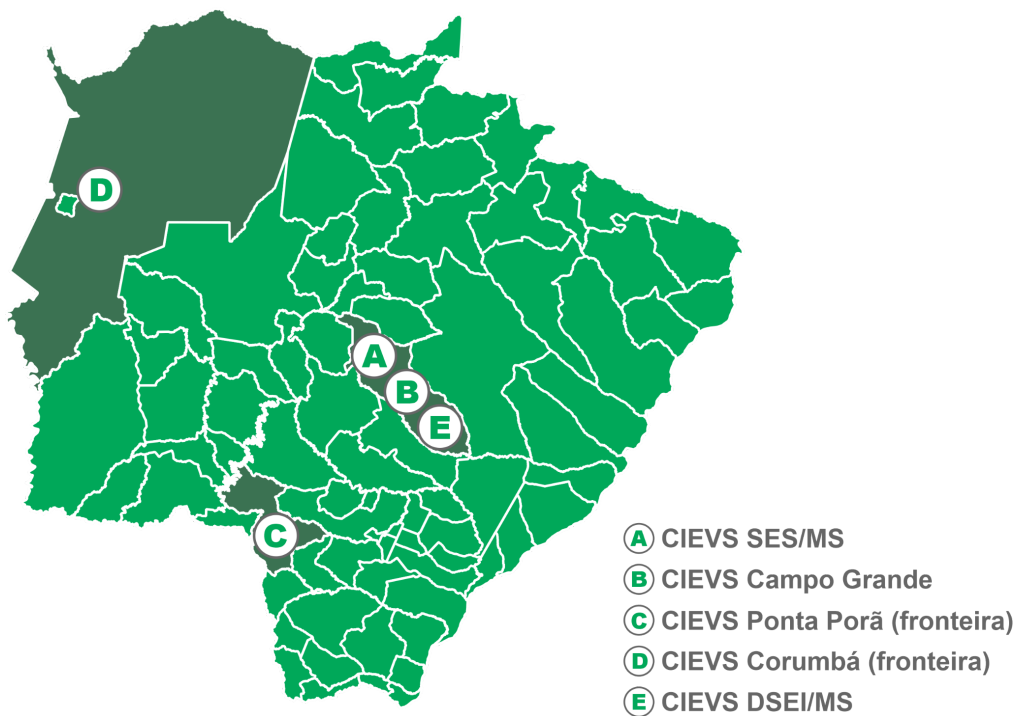 D
A
B
E
C
A CIEVS SES/MS
B CIEVS Campo Grande
C CIEVS Ponta Porã (fronteira)
D CIEVS Corumbá (fronteira)
E CIEVS DSEI/MS